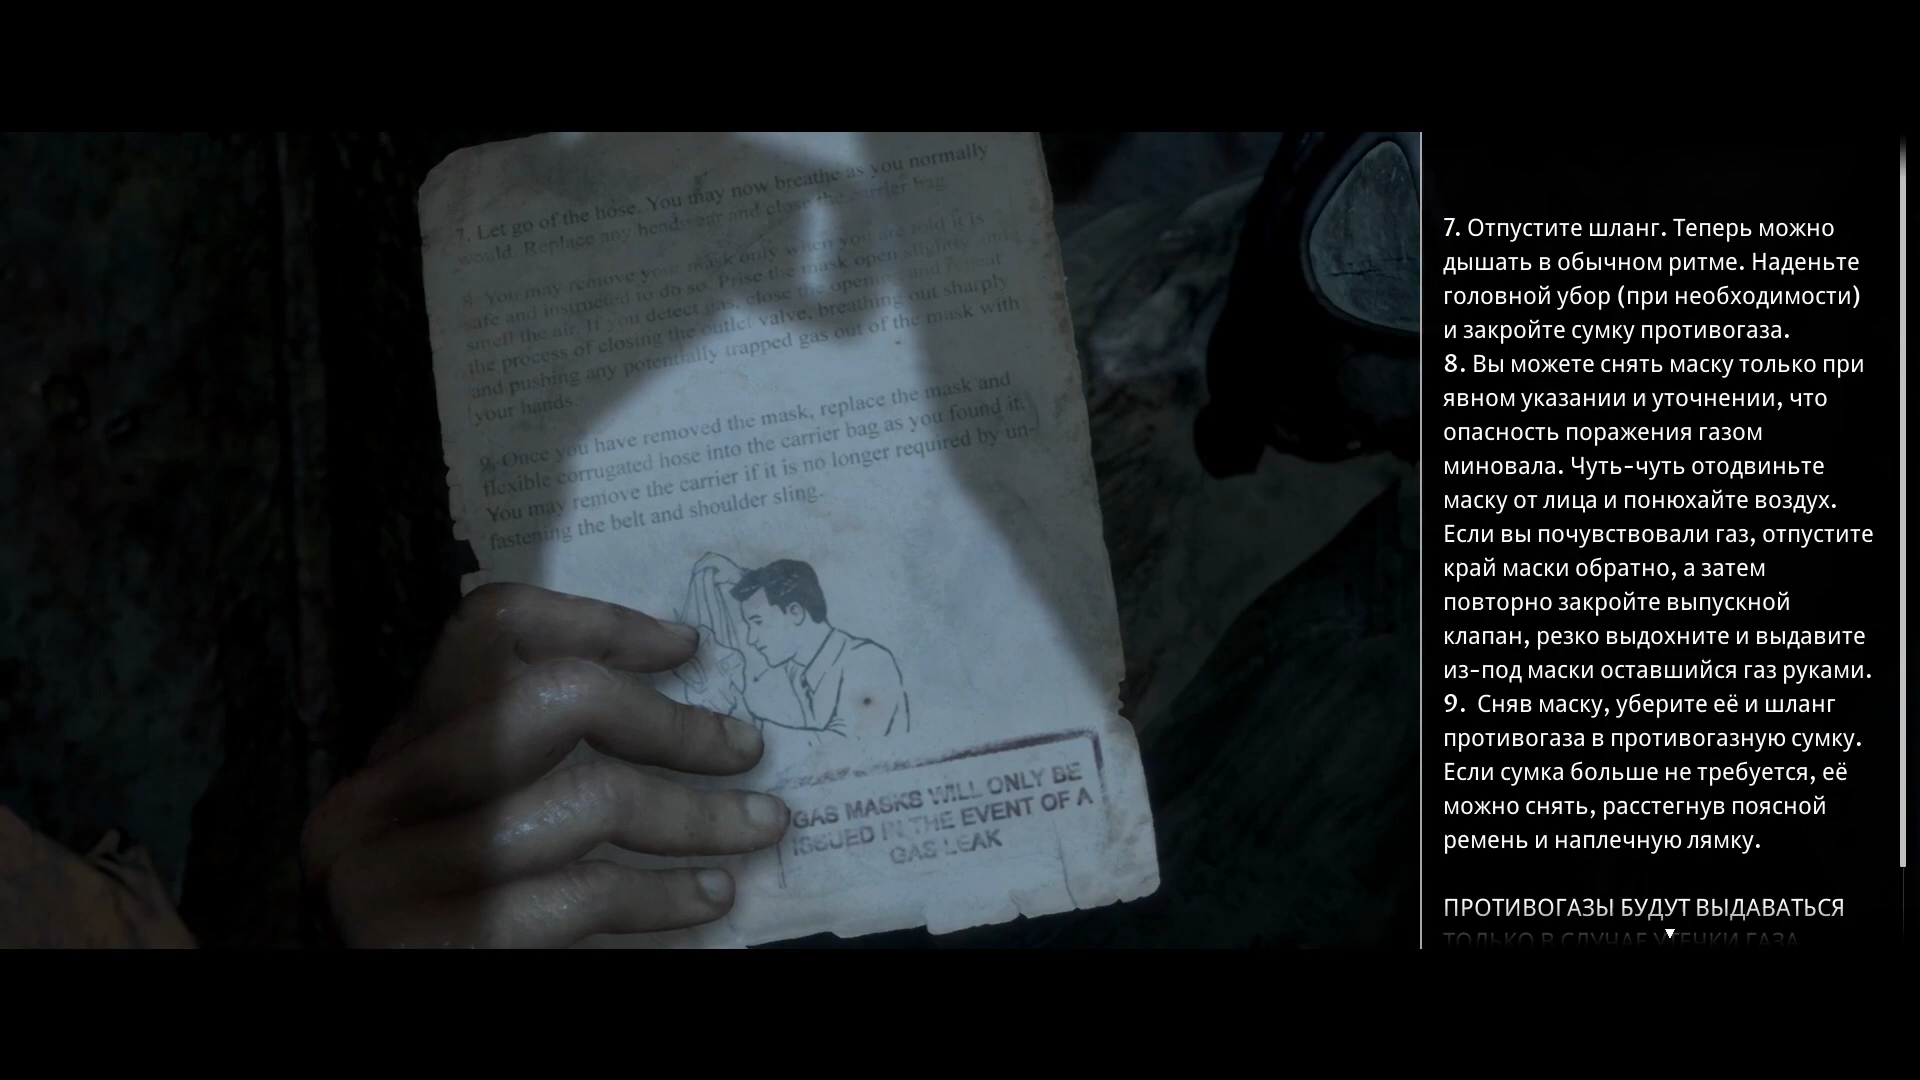 7. Let go of the hose. You may now breathe as you normally
would. Replace any headwear and close the carrier bag.
8. You may remove your mask only when you are told it is
safe and instructed to do so. Prise the mask open slightly and
smell the air. If you detect gas, close the opening and repeat
the process of closing the outlet valve, breathing out sharply
and pushing any potentially trapped gas out of the mask with
your hands.
9. Once you have removed the mask, replace the mask and
flexible corrugated hose into the carrier bag as you found it.
You may remove the carrier if it is no longer required by un-
fastening the belt and shoulder sling.
GAS MASKS WILL ONLY BE
ISSUED IN THE EVENT OF A
GAS LEAK
7. Отпустите шланг. Теперь можно
дышать в обычном ритме. Наденьте
головной убор (при необходимости)
и закройте сумку противогаза.
8. Вы можете снять маску только при
явном указании и уточнении, что
опасность поражения газом
миновала. Чуть-чуть отодвиньте
маску от лица и понюхайте воздух.
Если вы почувствовали газ, отпустите
край маски обратно, а затем
повторно закройте выпускной
клапан, резко выдохните и выдавите
из-под маски оставшийся газ руками.
9. Сняв маску, уберите её и шланг
противогаза в противогазную сумку.
Если сумка больше не требуется, её
можно снять, расстегнув поясной
ремень и наплечную лямку.
ПРОТИВОГАЗЫ БУДУТ ВЫДАВАТЬСЯ
ТОЛЬКО В СЛУЧАЕ УТЕЧКИ ГАЗА